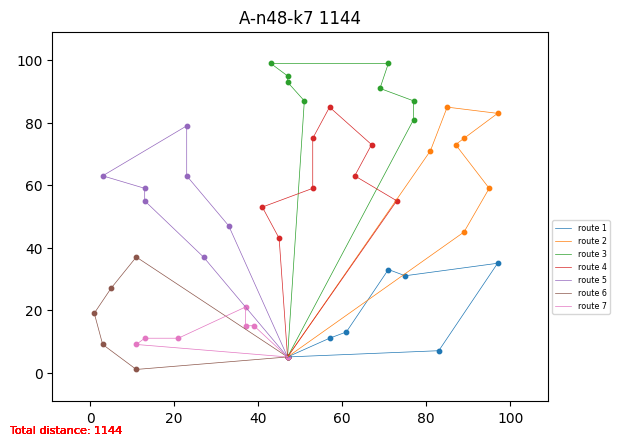 A-n48-k7 1144
100
80
60
40
20
0
0 20 40 60 80 100
route 1
route 2
route 3
route 4
route 5
route 6
route 7
Total distance: 1144